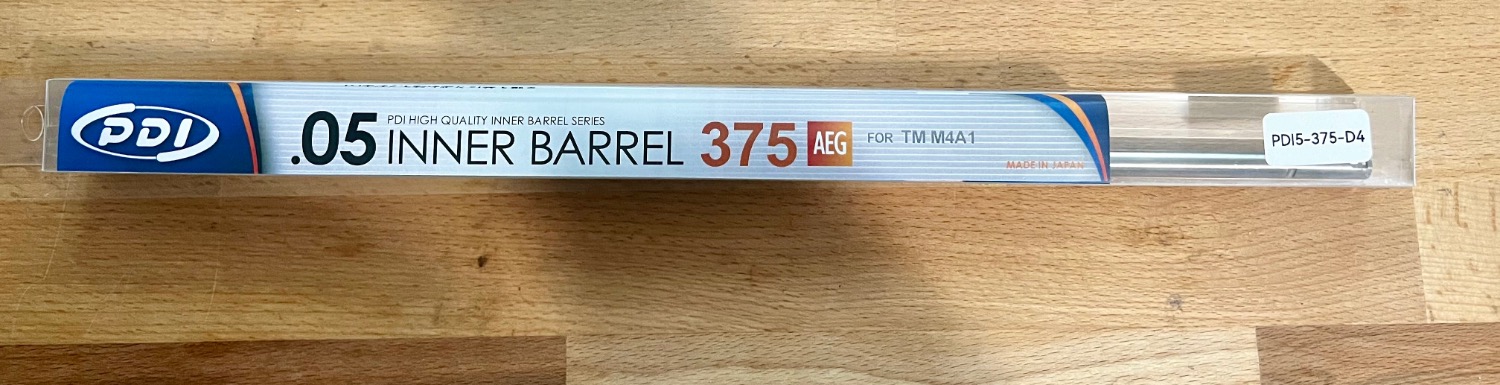 PDI
.05
PDI HIGH QUALITY INNER BARREL SERIES
INNER BARREL 375 AEG FOR TM M4A1
MADE IN JAPAN
PDI5-375-D4